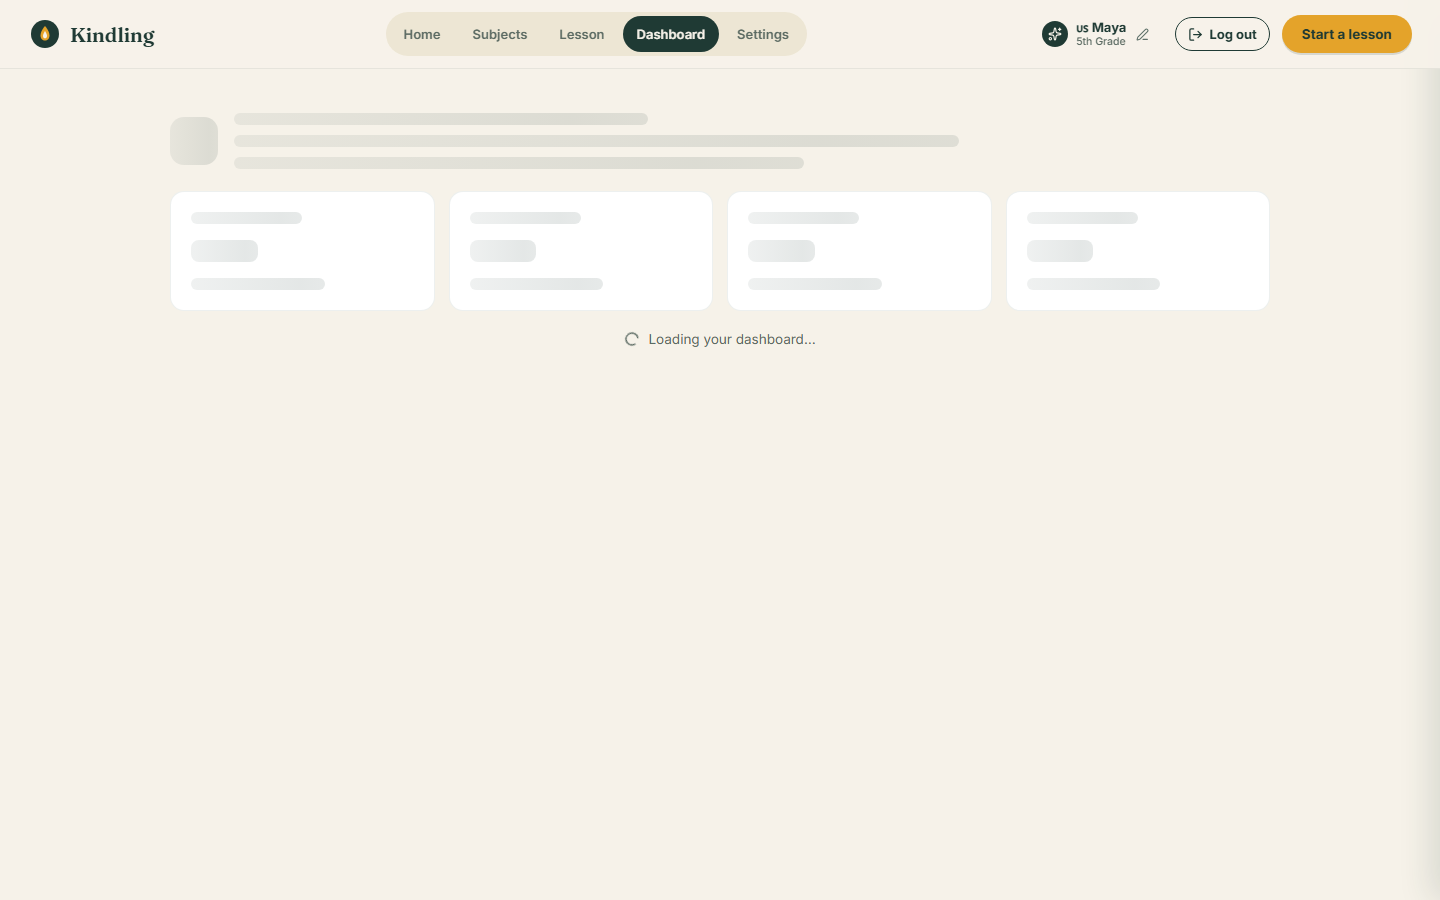 Kindling
Home
Subjects
Lesson
Dashboard
Settings
US Maya
5th Grade
Log out
Start a lesson
Loading your dashboard...